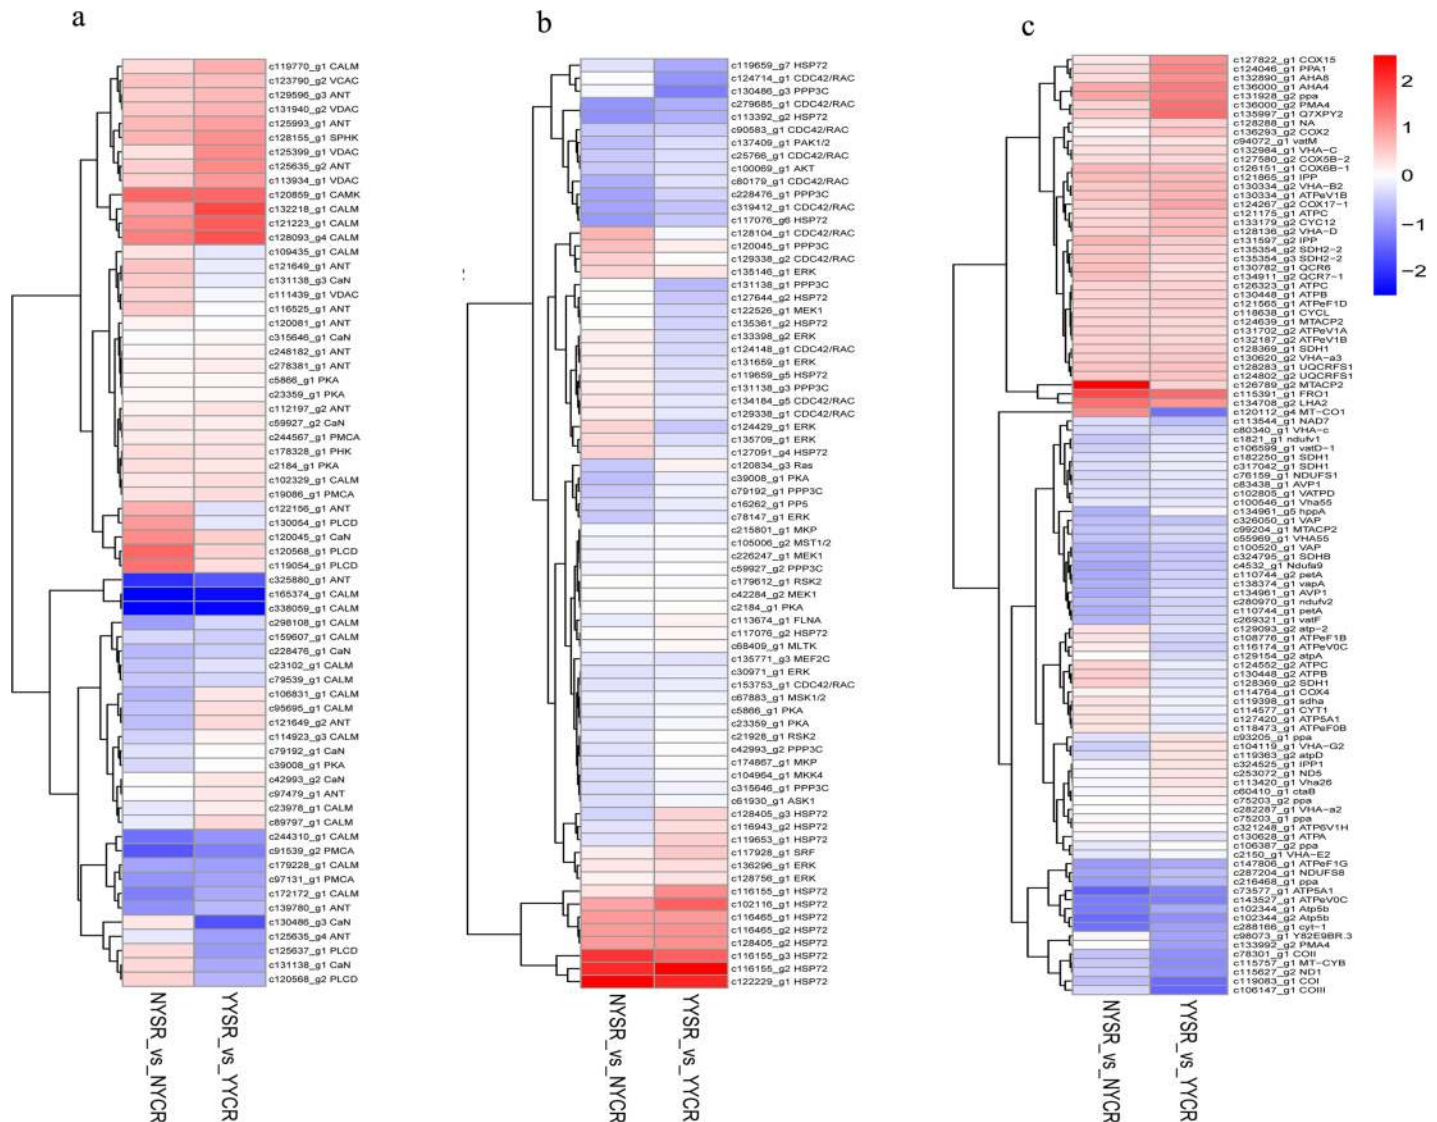 a
c119770_g1 CALM
c123790_g2 VCAC
c129596_g3 ANT
c131940_g2 VDAC
c125993_g1 ANT
c128155_g1 SPHK
c125399_g1 VDAC
c125635_g2 ANT
c113934_g1 VDAC
c120859_g1 CAMK
c132218_g1 CALM
c121223_g1 CALM
c128093_g4 CALM
c109435_g1 CALM
c121649_g1 ANT
c131138_g3 CaN
c111439_g1 VDAC
c116525_g1 ANT
c120081_g1 ANT
c315646_g1 CaN
c248182_g1 ANT
c278381_g1 ANT
c5866_g1 PKA
c23359_g1 PKA
c112197_g2 ANT
c59927_g2 CaN
c244567_g1 PMCA
c178328_g1 PHK
c2184_g1 PKA
c102329_g1 CALM
c19086_g1 PMCA
c122156_g1 ANT
c130054_g1 PLCD
c120045_g1 CaN
c120568_g1 PLCD
c119054_g1 PLCD
c325880_g1 ANT
c165374_g1 CALM
c338059_g1 CALM
c298108_g1 CALM
c159607_g1 CALM
c228476_g1 CaN
c23102_g1 CALM
c79539_g1 CALM
c106831_g1 CALM
c95695_g1 CALM
c121649_g2 ANT
c114923_g3 CALM
c79192_g1 CaN
c39008_g1 PKA
c42993_g2 CaN
c97479_g1 ANT
c23978_g1 CALM
c89797_g1 CALM
c244310_g1 CALM
c91539_g2 PMCA
c179228_g1 CALM
c97131_g1 PMCA
c172172_g1 CALM
c139780_g1 ANT
c130486_g3 CaN
c125635_g4 ANT
c125637_g1 PLCD
c131138_g1 CaN
c120568_g2 PLCD
NYSR_vs_NYCR
YYSR_vs_YYCR
b
c119659_g7 HSP72
c124714_g1 CDC42/RAC
c130486_g3 PPP3C
c279685_g1 CDC42/RAC
c113392_g2 HSP72
c90583_g1 CDC42/RAC
c137409_g1 PAK1/2
c25766_g1 CDC42/RAC
c100069_g1 AKT
c80179_g1 CDC42/RAC
c228476_g1 PPP3C
c319412_g1 CDC42/RAC
c117076_g6 HSP72
c128104_g1 CDC42/RAC
c120045_g1 PPP3C
c129338_g2 CDC42/RAC
c135146_g1 ERK
c131138_g1 PPP3C
c127644_g2 HSP72
c122526_g1 MEK1
c135361_g2 HSP72
c133398_g2 ERK
c124148_g1 CDC42/RAC
c131659_g1 ERK
c119659_g5 HSP72
c131138_g3 PPP3C
c134184_g5 CDC42/RAC
c129338_g1 CDC42/RAC
c124429_g1 ERK
c135709_g1 ERK
c127091_g4 HSP72
c120834_g3 Ras
c39008_g1 PKA
c79192_g1 PPP3C
c16262_g1 PP5
c78147_g1 ERK
c215801_g1 MKP
c105006_g2 MST1/2
c226247_g1 MEK1
c59927_g2 PPP3C
c179612_g1 RSK2
c42284_g2 MEK1
c2184_g1 PKA
c113674_g1 FLNA
c117076_g2 HSP72
c68409_g1 MLTK
c135771_g3 MEF2C
c30971_g1 ERK
c153753_g1 CDC42/RAC
c67883_g1 MSK1/2
c5866_g1 PKA
c23359_g1 PKA
c21928_g1 RSK2
c42993_g2 PPP3C
c174867_g1 MKP
c104964_g1 MKK4
c315646_g1 PPP3C
c61930_g1 ASK1
c128405_g3 HSP72
c116943_g2 HSP72
c119653_g1 HSP72
c117928_g1 SRF
c136296_g1 ERK
c128756_g1 ERK
c116155_g1 HSP72
c102116_g1 HSP72
c116465_g1 HSP72
c116465_g2 HSP72
c128405_g2 HSP72
c116155_g3 HSP72
c116155_g2 HSP72
c122229_g1 HSP72
NYSR_vs_NYCR
YYSR_vs_YYCR
c
c127822_g1 COX15
c124046_g1 PPA1
c132890_g1 AHA8
c136000_g1 AHA4
c131928_g2 ppa
c136000_g2 PMA4
c135997_g1 Q7XPY2
c128288_g1 NA
c136293_g2 COX2
c94072_g1 vatM
c132984_g1 VHA-C
c127580_g2 COX5B-2
c126151_g1 COX6B-1
c121865_g1 IPP
c130334_g2 VHA-B2
c130334_g1 ATPeV1B
c124267_g2 COX17-1
c121175_g1 ATPC
c133179_g2 CYC12
c128136_g2 VHA-D
c131597_g2 IPP
c135354_g2 SDH2-2
c135354_g3 SDH2-2
c130782_g1 QCR6
c134911_g2 QCR7-1
c126323_g1 ATPC
c130448_g1 ATPB
c121565_g1 ATPeF1D
c118638_g1 CYCL
c124639_g1 MTACP2
c131702_g2 ATPeV1A
c132187_g2 ATPeV1B
c128369_g1 SDH1
c130620_g2 VHA-a3
c128283_g1 UQCRFS1
c124802_g2 UQCRFS1
c126789_g2 MTACP2
c115391_g1 FRO1
c134708_g2 LHA2
c120112_g4 MT-CO1
c113544_g1 NAD7
c80340_g1 VHA-c
c1821_g1 ndufv1
c106599_g1 vatD-1
c182250_g1 SDH1
c317042_g1 SDH1
c76159_g1 NDUFS1
c83438_g1 AVP1
c102805_g1 VATPD
c100546_g1 Vha55
c134961_g5 hppA
c326050_g1 VAP
c99204_g1 MTACP2
c55969_g1 VHA55
c100520_g1 VAP
c324795_g1 SDHB
c4532_g1 Ndufa9
c110744_g2 petA
c138374_g1 vapA
c134961_g1 AVP1
c280970_g1 ndufv2
c110744_g1 petA
c269321_g1 vatF
c129093_g2 atp-2
c108776_g1 ATPeF1B
c116174_g1 ATPeV0C
c129154_g2 atpA
c124552_g2 ATPC
c130448_g2 ATPB
c128369_g2 SDH1
c114764_g1 COX4
c119398_g1 sdha
c114577_g1 CYT1
c127420_g1 ATP5A1
c118473_g1 ATPeF0B
c93205_g1 ppa
c104119_g1 VHA-G2
c119363_g2 atpD
c324525_g1 IPP1
c253072_g1 ND5
c113420_g1 Vha26
c60410_g1 ctaB
c75203_g2 ppa
c282287_g1 VHA-a2
c75203_g1 ppa
c321248_g1 ATP6V1H
c130628_g1 ATPA
c106387_g2 ppa
c2150_g1 VHA-E2
c147806_g1 ATPeF1G
c287204_g1 NDUFS8
c216468_g1 ppa
c73577_g1 ATP5A1
c143527_g1 ATPeV0C
c102344_g1 Atp5b
c102344_g2 Atp5b
c288166_g1 cyt-1
c98073_g1 Y82E9BR.3
c133992_g2 PMA4
c78301_g1 COII
c115757_g1 MT-CYB
c115627_g2 ND1
c119083_g1 COI
c106147_g1 COIII
NYSR_vs_NYCR
YYSR_vs_YYCR
2
1
0
−1
−2